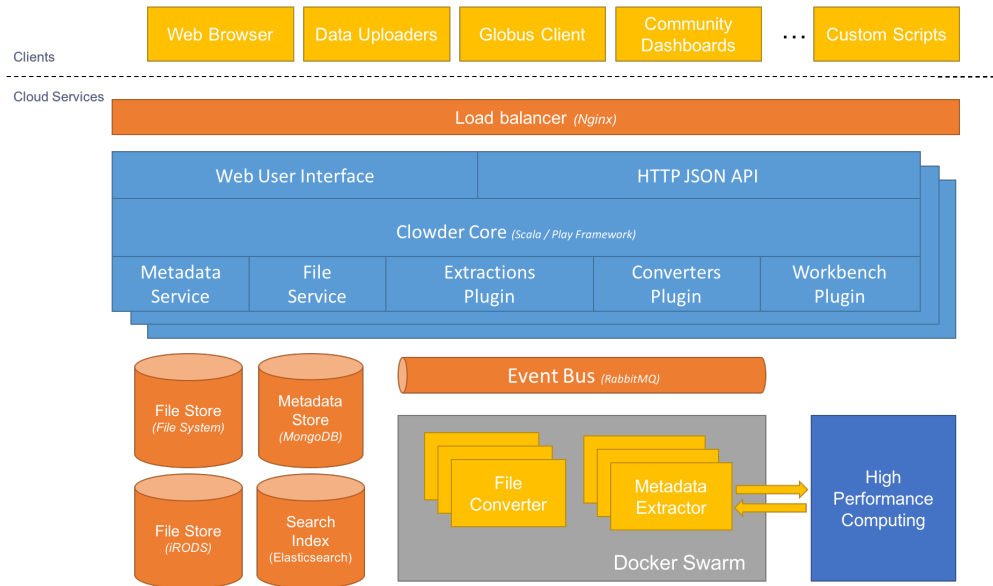 Web Browser
Data Uploaders
Globus Client
Community
Dashboards
...
Custom Scripts
Clients
Cloud Services
Load balancer (Nginx)
Web User Interface
HTTP JSON API
Clowder Core (Scala / Play Framework)
Metadata
Service
File
Service
Extractions
Plugin
Converters
Plugin
Workbench
Plugin
File Store
(File System)
Metadata
Store
(MongoDB)
Event Bus (RabbitMQ)
File Store
(iRODS)
Search
Index
(Elasticsearch)
File
Converter
Metadata
Extractor
Docker Swarm
High
Performance
Computing